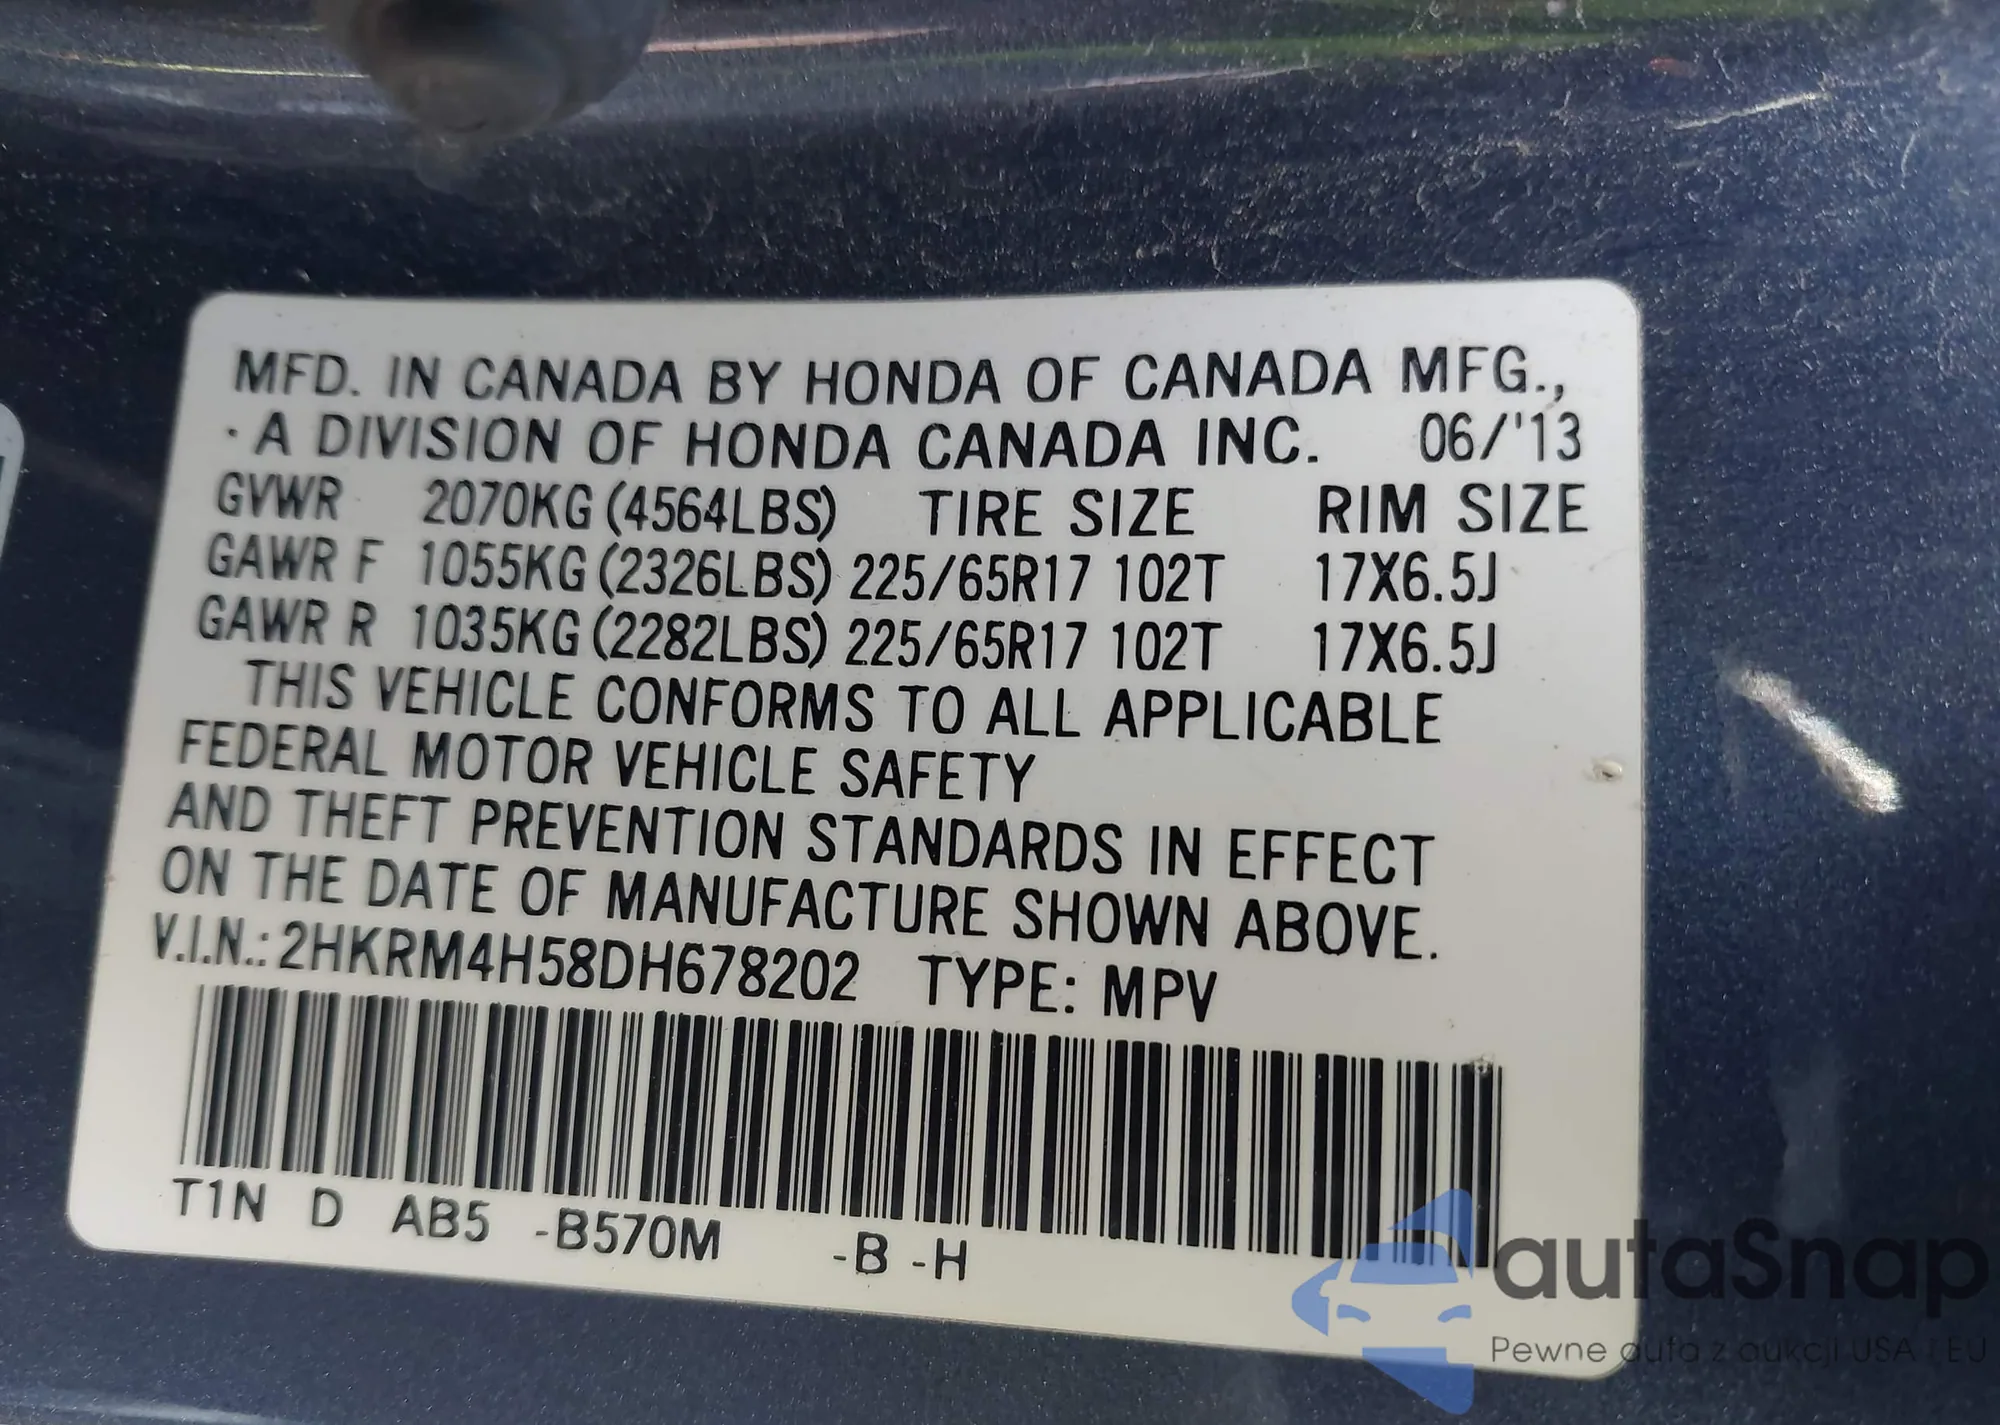 MFD. IN CANADA BY HONDA OF CANADA MFG.,
A DIVISION OF HONDA CANADA INC. 06/'13
GVWR 2070KG (4564LBS) TIRE SIZE RIM SIZE
GAWR F 1055KG (2326LBS) 225/65R17 102T 17X6.5J
GAWR R 1035KG (2282LBS) 225/65R17 102T 17X6.5J
THIS VEHICLE CONFORMS TO ALL APPLICABLE
FEDERAL MOTOR VEHICLE SAFETY
AND THEFT PREVENTION STANDARDS IN EFFECT
ON THE DATE OF MANUFACTURE SHOWN ABOVE.
V.I.N.: 2HKRM4H58DH678202 TYPE: MPV
T1N D AB5 -B570M -B -H
autaSnap
Pewne auta z aukcji USA i EU